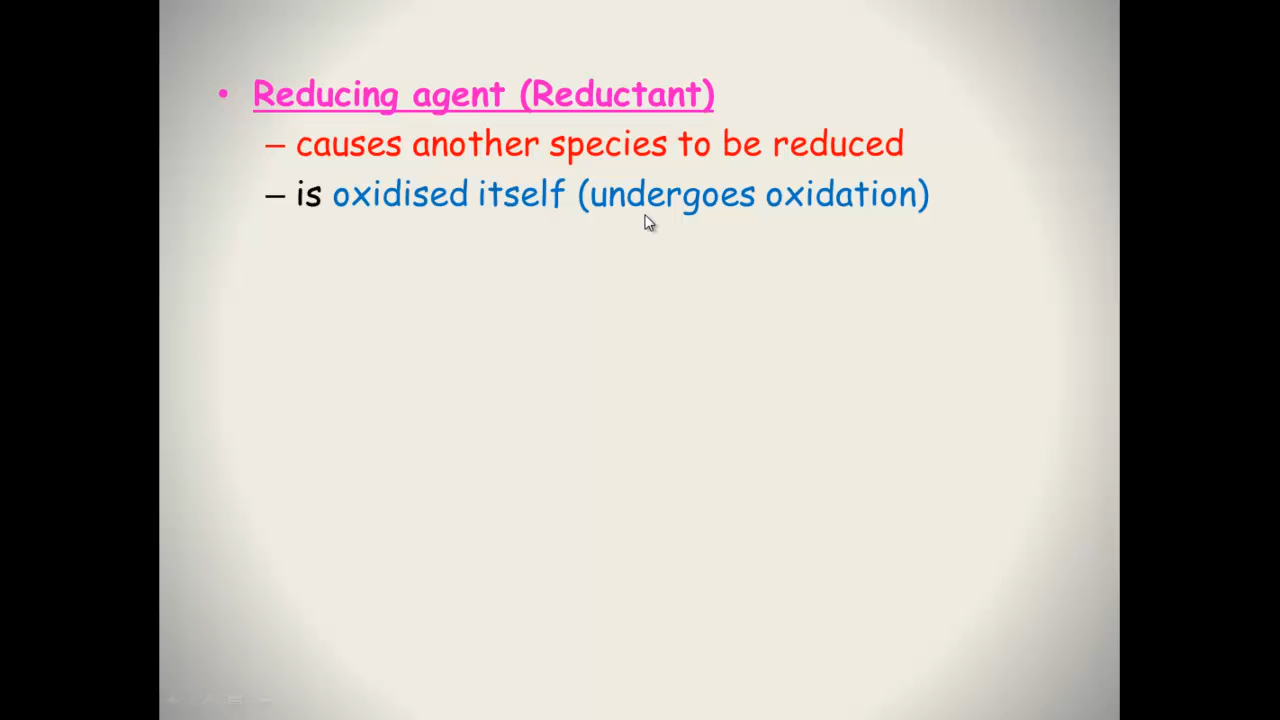 • Reducing agent (Reductant)
– causes another species to be reduced
– is oxidised itself (undergoes oxidation)